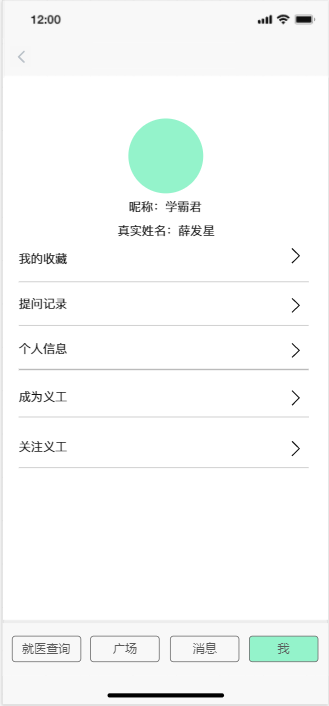 12:00
昵称：学霸君
真实姓名：薛发星
我的收藏
提问记录
个人信息
成为义工
关注义工
就医查询 广场 消息 我